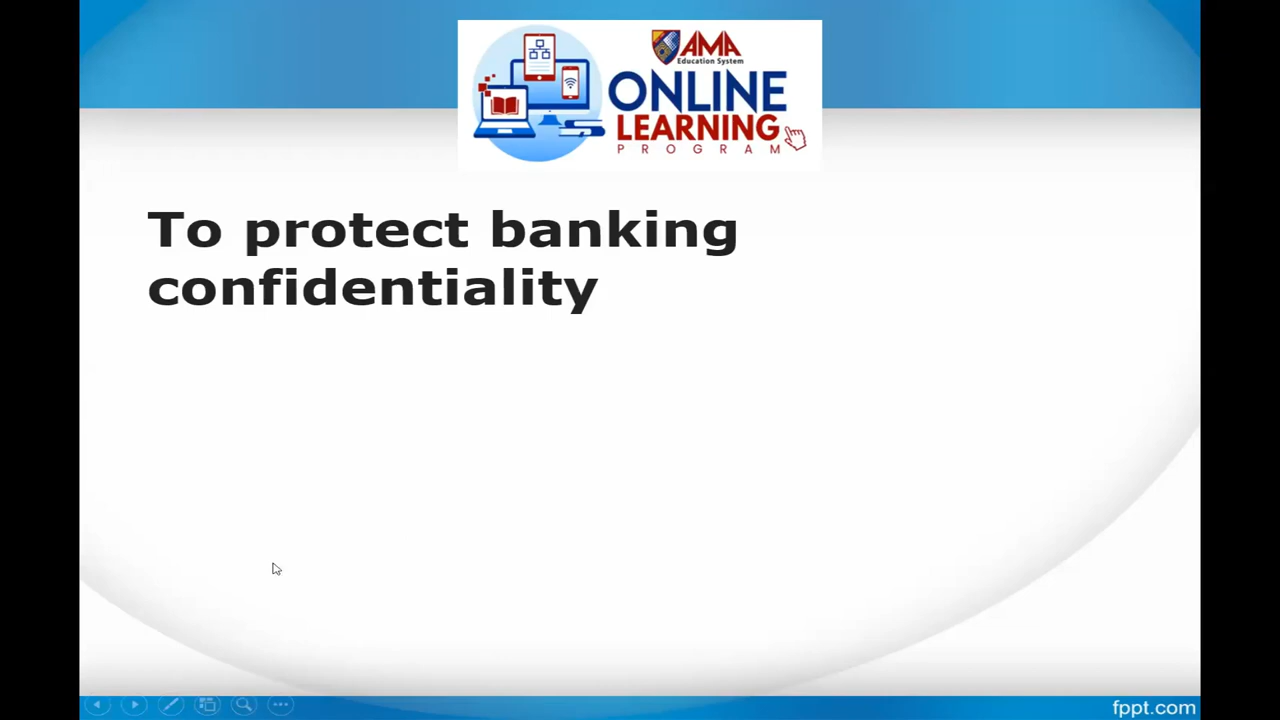 AMA
Education System
ONLINE
LEARNING
PROGRAM
To protect banking
confidentiality
fppt.com